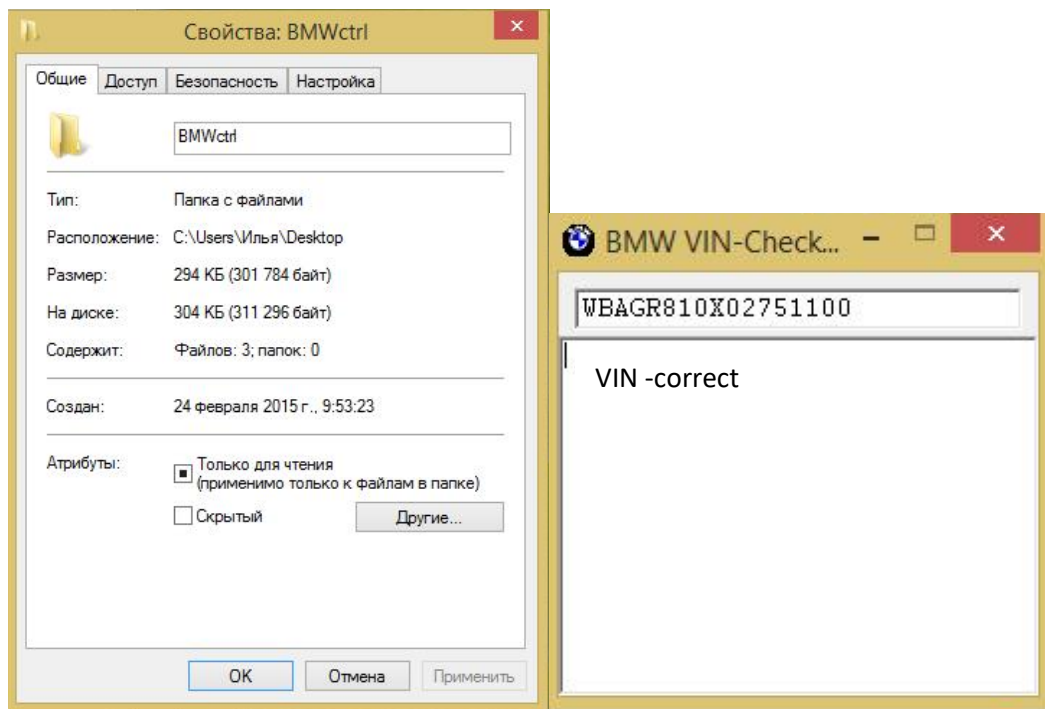 Свойства: BMWctrl
Общие Доступ Безопасность Настройка
BMWctrl
Тип: Папка с файлами
Расположение: C:\Users\Илья\Desktop
Размер: 294 КБ (301 784 байт)
На диске: 304 КБ (311 296 байт)
Содержит: Файлов: 3; папок: 0
Создан: 24 февраля 2015 г., 9:53:23
Атрибуты: Только для чтения
(применимо только к файлам в папке)
Скрытый Другие...
OK Отмена Применить
BMW VIN-Check...
WBAGR810X02751100
VIN -correct